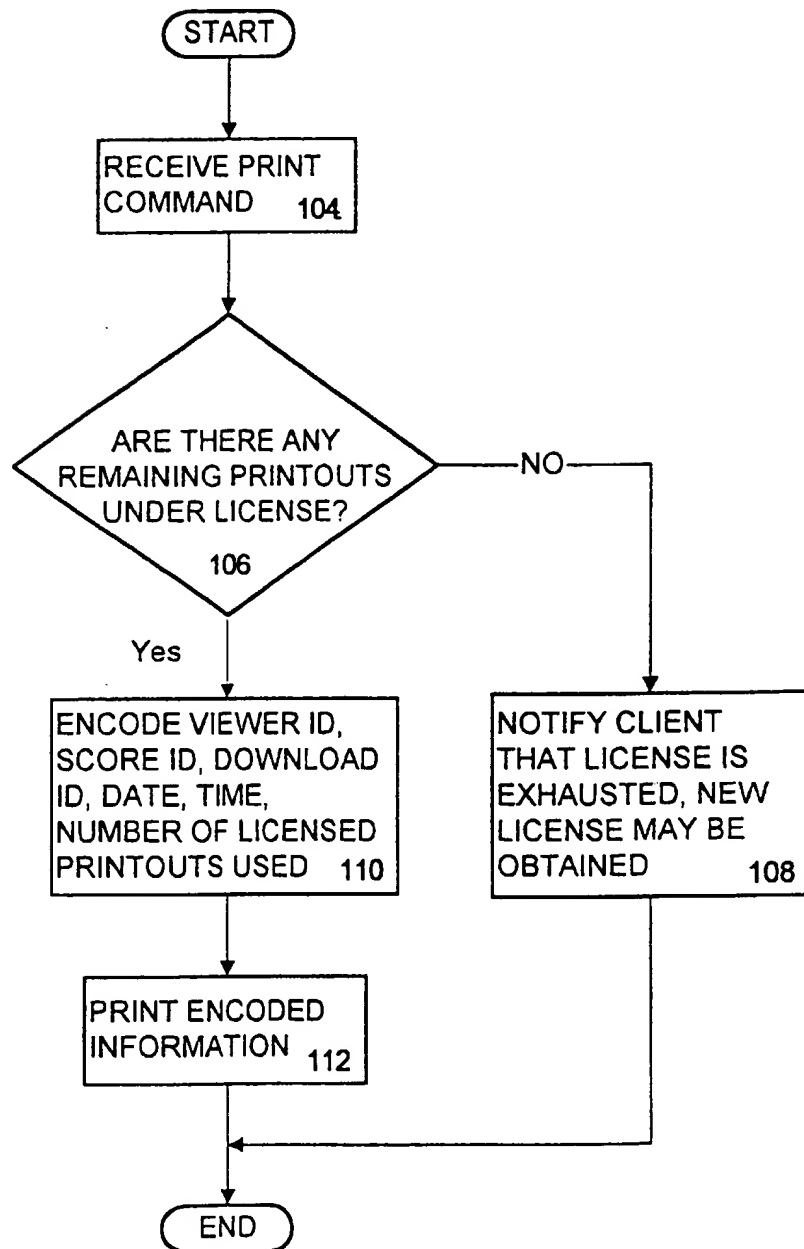 START
RECEIVE PRINT
COMMAND 104
ARE THERE ANY
REMAINING PRINTOUTS
UNDER LICENSE?
106
NO
Yes
ENCODE VIEWER ID,
SCORE ID, DOWNLOAD
ID, DATE, TIME,
NUMBER OF LICENSED
PRINTOUTS USED 110
NOTIFY CLIENT
THAT LICENSE IS
EXHAUSTED, NEW
LICENSE MAY BE
OBTAINED 108
PRINT ENCODED
INFORMATION 112
END